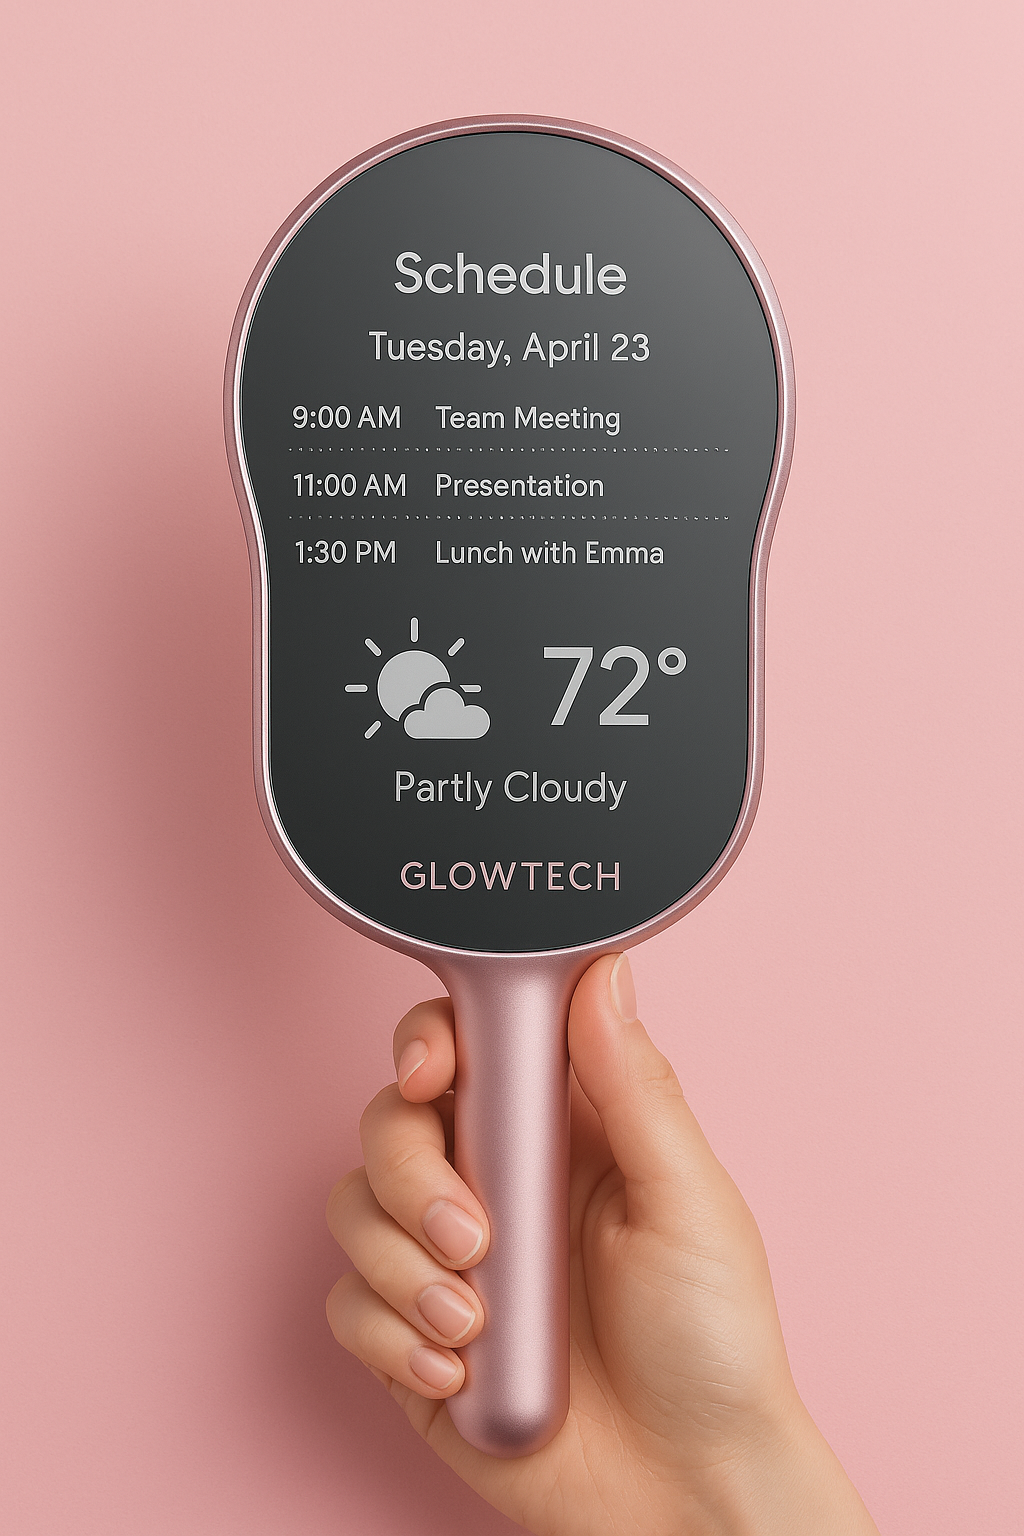 Schedule
Tuesday, April 23
9:00 AM Team Meeting
11:00 AM Presentation
1:30 PM Lunch with Emma
72°
Partly Cloudy
GLOWTECH